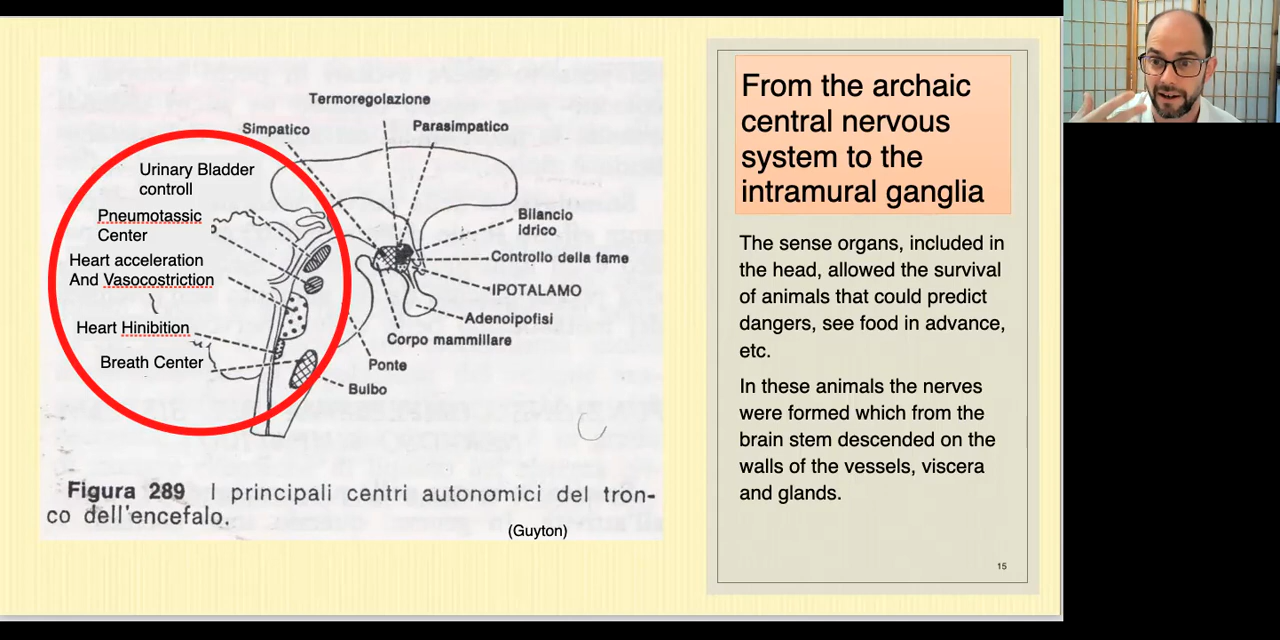 Termoregolazione
Simpatico
Parasimpatico
Urinary Bladder
controll
Pneumotassic
Center
Heart acceleration
And Vasocostriction
Heart Hinibition
Breath Center
Bilancio
idrico
Controllo della fame
IPOTALAMO
Adenoipofisi
Corpo mammillare
Ponte
Bulbo
Figura 289 I principali centri autonomici del tron-
co dell'encefalo.
(Guyton)
From the archaic
central nervous
system to the
intramural ganglia
The sense organs, included in
the head, allowed the survival
of animals that could predict
dangers, see food in advance,
etc.
In these animals the nerves
were formed which from the
brain stem descended on the
walls of the vessels, viscera
and glands.
15